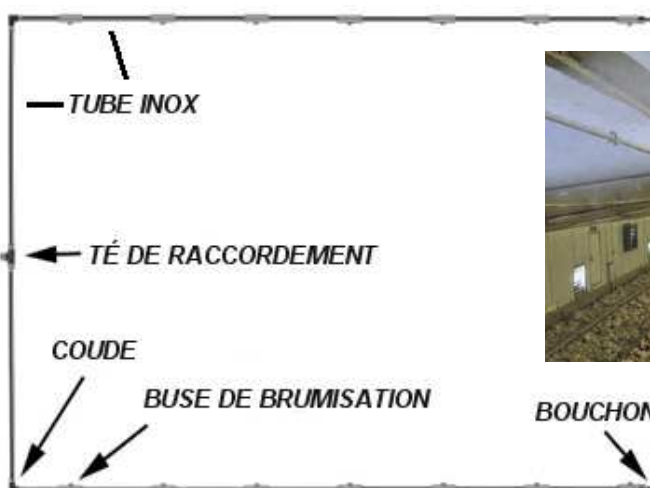 TUBE INOX
TÉ DE RACCORDEMENT
COUDE
BUSE DE BRUMISATION
BOUCHON